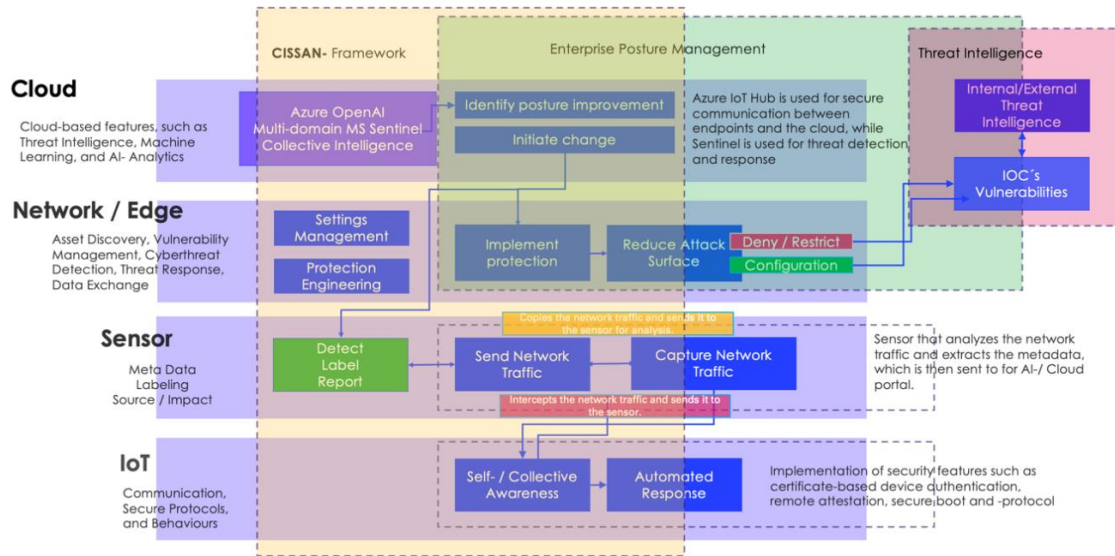 CISSAN- Framework
Enterprise Posture Management
Threat Intelligence
Cloud
Cloud-based features, such as
Threat Intelligence, Machine
Learning, and AI- Analytics
Azure OpenAI
Multi-domain MS Sentinel
Collective Intelligence
Identify posture improvement
Initiate change
Azure IoT Hub is used for secure
communication between
endpoints and the cloud, while
Sentinel is used for threat detection
and response
Internal/External
Threat
Intelligence
IOC´s
Vulnerabilities
Network / Edge
Asset Discovery, Vulnerability
Management, Cyberthreat
Detection, Threat Response,
Data Exchange
Settings
Management
Protection
Engineering
Implement
protection
Reduce Attack
Surface
Deny / Restrict
Configuration
Sensor
Meta Data
Labeling
Source / Impact
Detect
Label
Report
Copies the network traffic and sends it to
the sensor for analysis.
Send Network
Traffic
Capture Network
Traffic
Intercepts the network traffic and sends it to
the sensor.
Sensor that analyzes the network
traffic and extracts the metadata,
which is then sent to for AI-/ Cloud
portal.
IoT
Communication,
Secure Protocols,
and Behaviours
Self- / Collective
Awareness
Automated
Response
Implementation of security features such as
certificate-based device authentication,
remote attestation, secure boot and -protocol